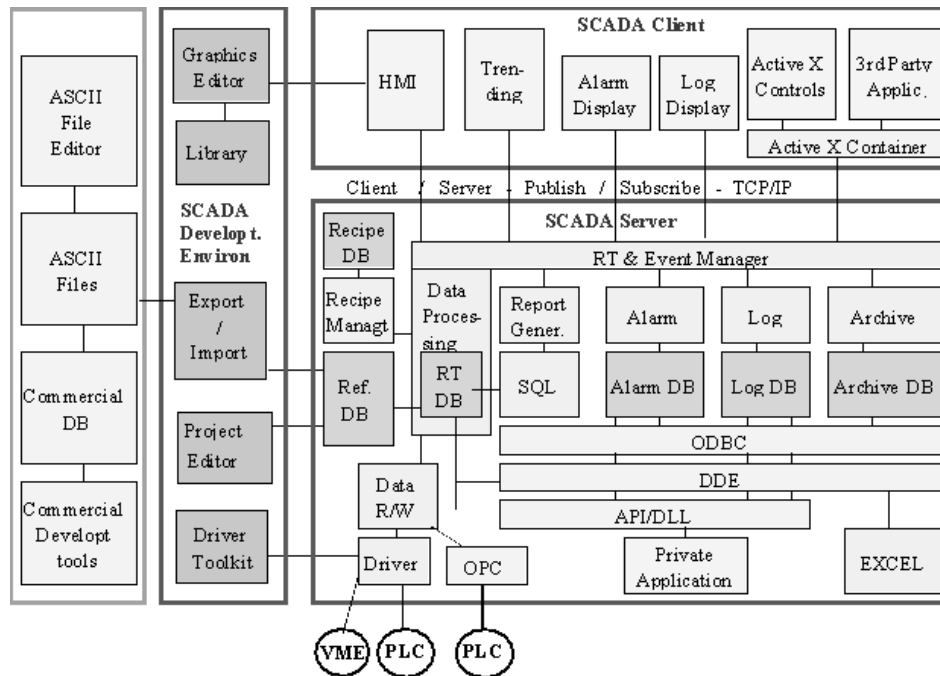 SCADA Client
Graphics
Editor
Library
SCADA
Developt.
Environ
Export
/
Import
Project
Editor
Driver
Toolkit
ASCII
File
Editor
ASCII
Files
Commercial
DB
Commercial
Developt
tools
HMI
Tren-
ding
Alarm
Display
Log
Display
Active X
Controls
3rd Party
Applic.
Active X Container
Client / Server - Publish / Subscribe - TCP/IP
SCADA Server
Recipe
DB
Recipe
Managt
Ref.
DB
RT & Event Manager
Data
Proces-
sing
RT
DB
Report
Gener.
SQL
Alarm
Alarm DB
Log
Log DB
Archive
Archive DB
ODBC
DDE
API/DLL
Data
R/W
Driver
OPC
Private
Application
EXCEL
VME
PLC
PLC